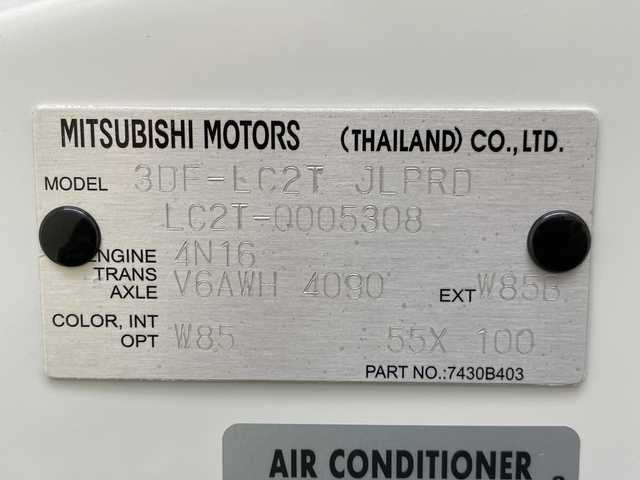 MITSUBISHI MOTORS (THAILAND) CO.,LTD.
MODEL 3DF-LC2T JLPRD
LC2T-0005308
ENGINE 4N16
TRANS
AXLE V6AWH 4090 EXT W85B
COLOR, INT
OPT W85 55X 100
PART NO.:7430B403
AIR CONDITIONER